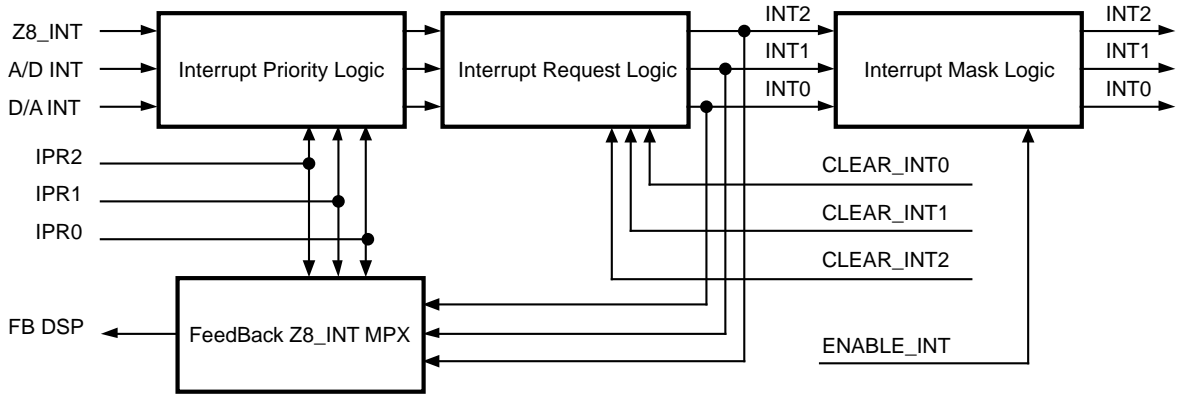 Z8_INT
A/D INT
D/A INT
Interrupt Priority Logic
Interrupt Request Logic
INT2
INT1
INT0
Interrupt Mask Logic
INT2
INT1
INT0
IPR2
IPR1
IPR0
CLEAR_INT0
CLEAR_INT1
CLEAR_INT2
FB DSP
FeedBack Z8_INT MPX
ENABLE_INT